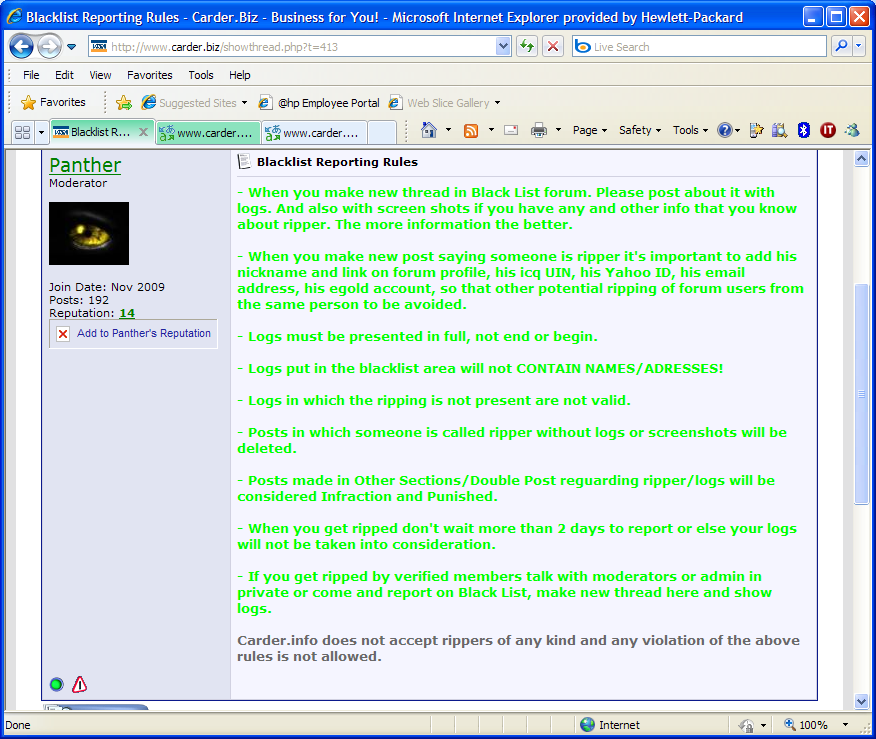 Blacklist Reporting Rules - Carder.Biz - Business for You! - Microsoft Internet Explorer provided by Hewlett-Packard
http://www.carder.biz/showthread.php?t=413
Live Search
File Edit View Favorites Tools Help
Favorites Suggested Sites @hp Employee Portal Web Slice Gallery
Blacklist R... www.carder.... www.carder.... Page Safety Tools
Panther
Moderator
Join Date: Nov 2009
Posts: 192
Reputation: 14
Add to Panther's Reputation
Blacklist Reporting Rules
- When you make new thread in Black List forum. Please post about it with
logs. And also with screen shots if you have any and other info that you know
about ripper. The more information the better.
- When you make new post saying someone is ripper it's important to add his
nickname and link on forum profile, his icq UIN, his Yahoo ID, his email
address, his egold account, so that other potential ripping of forum users from
the same person to be avoided.
- Logs must be presented in full, not end or begin.
- Logs put in the blacklist area will not CONTAIN NAMES/ADRESSES!
- Logs in which the ripping is not present are not valid.
- Posts in which someone is called ripper without logs or screenshots will be
deleted.
- Posts made in Other Sections/Double Post reguarding ripper/logs will be
considered Infraction and Punished.
- When you get ripped don't wait more than 2 days to report or else your logs
will not be taken into consideration.
- If you get ripped by verified members talk with moderators or admin in
private or come and report on Black List, make new thread here and show
logs.
Carder.info does not accept rippers of any kind and any violation of the above
rules is not allowed.
Done Internet 100%